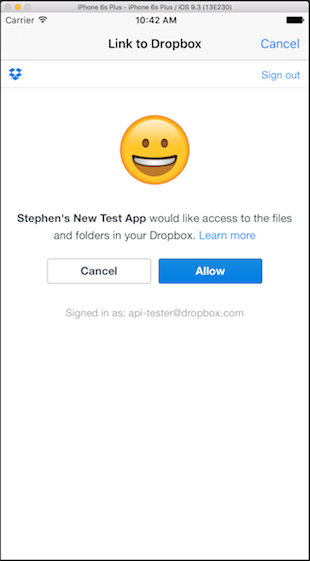 iPhone 6s Plus - iPhone 6s Plus / iOS 9.3 (13E230)
Carrier 10:42 AM
Link to Dropbox Cancel
Sign out
Stephen's New Test App would like access to the files
and folders in your Dropbox. Learn more
Cancel Allow
Signed in as: api-tester@dropbox.com